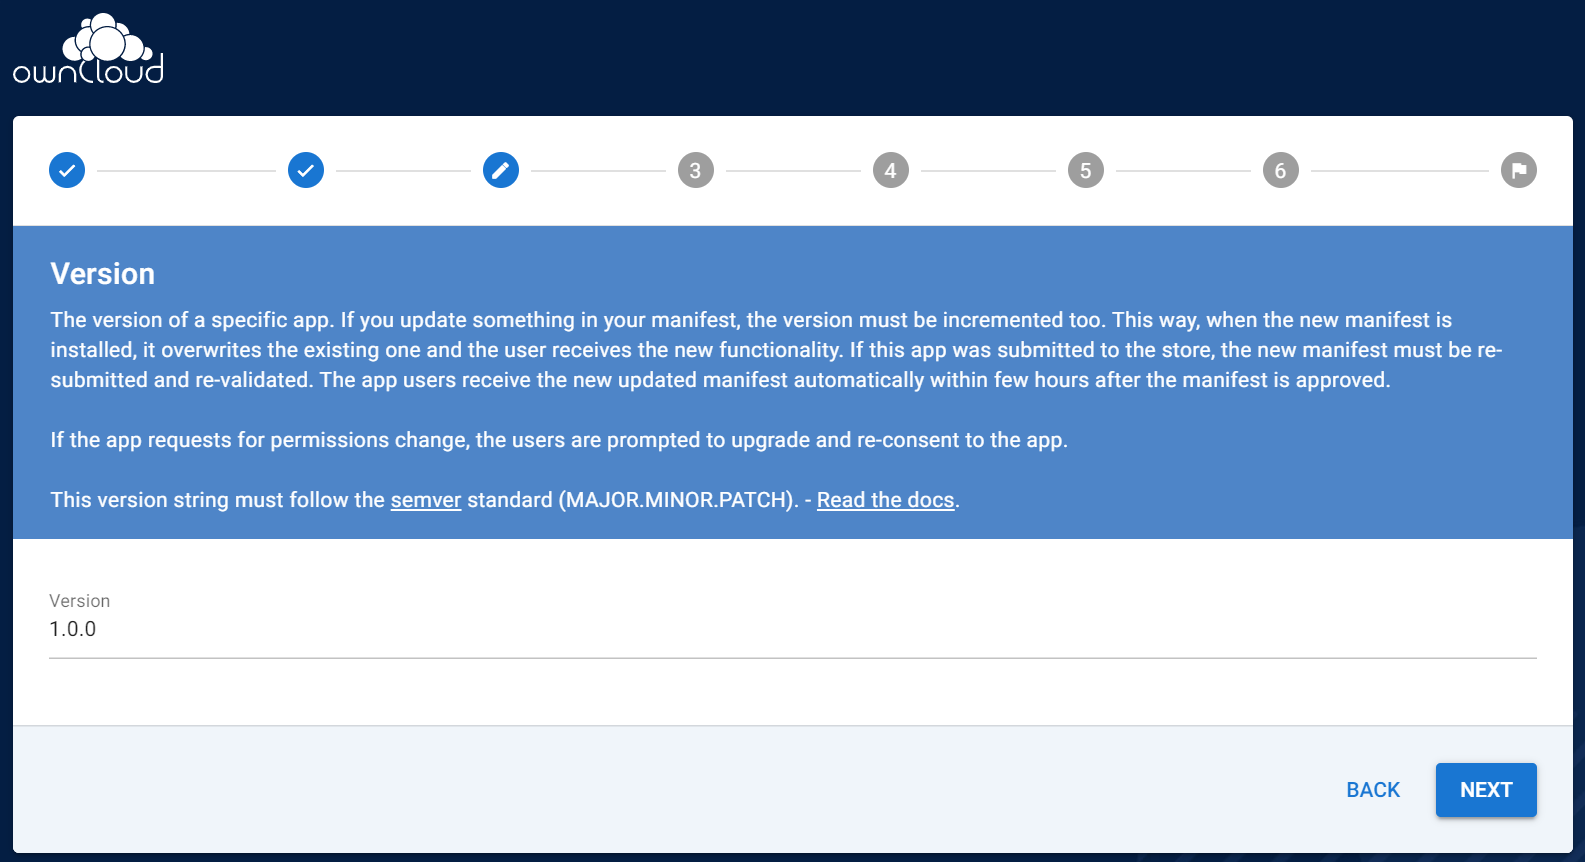 ownCloud
3
4
5
6
Version
The version of a specific app. If you update something in your manifest, the version must be incremented too. This way, when the new manifest is
installed, it overwrites the existing one and the user receives the new functionality. If this app was submitted to the store, the new manifest must be re-
submitted and re-validated. The app users receive the new updated manifest automatically within few hours after the manifest is approved.
If the app requests for permissions change, the users are prompted to upgrade and re-consent to the app.
This version string must follow the semver standard (MAJOR.MINOR.PATCH). - Read the docs.
Version
1.0.0
BACK
NEXT